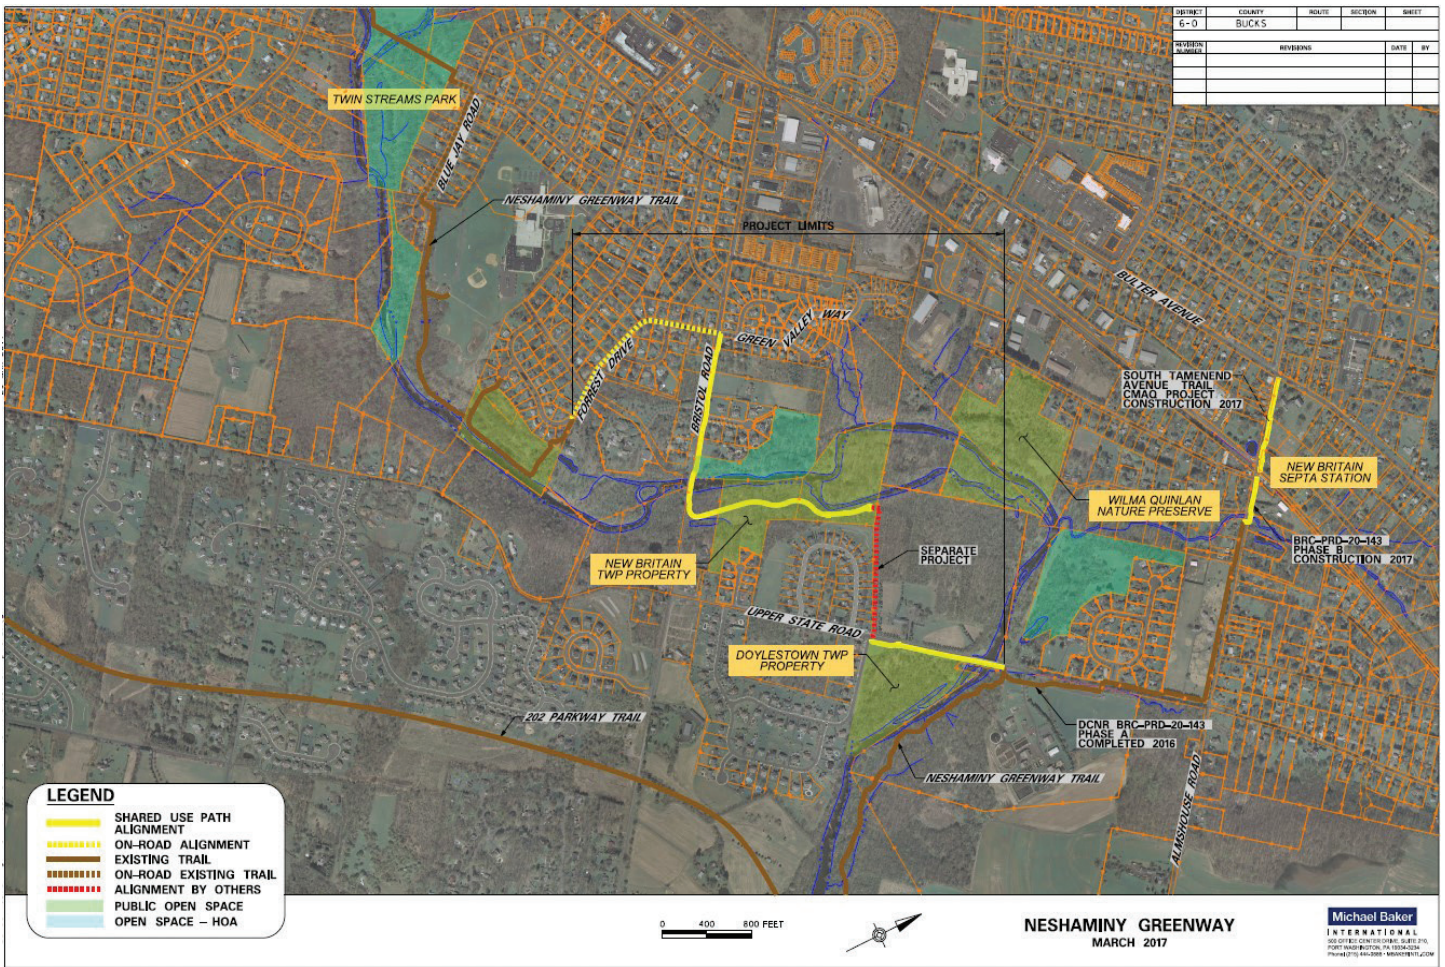 DISTRICT COUNTY ROUTE SECTION SHEET
6-0 BUCKS
REVISION NUMBER REVISIONS DATE BY
TWIN STREAMS PARK
BLUE JAY ROAD
NESHAMINY GREENWAY TRAIL
PROJECT LIMITS
BULTER AVENUE
GREEN VALLEY WAY
FORREST DRIVE
BRISTOL ROAD
SOUTH TAMENEND
AVENUE TRAIL
CMAQ PROJECT
CONSTRUCTION 2017
NEW BRITAIN
SEPTA STATION
WILMA QUINLAN
NATURE PRESERVE
BRC-PRD-20-143
PHASE B
CONSTRUCTION 2017
SEPARATE
PROJECT
NEW BRITAIN
TWP PROPERTY
UPPER STATE ROAD
DOYLESTOWN TWP
PROPERTY
202 PARKWAY TRAIL
DCNR BRC-PRD-20-143
PHASE A
COMPLETED 2016
NESHAMINY GREENWAY TRAIL
ALMSHOUSE ROAD
LEGEND
SHARED USE PATH
ALIGNMENT
ON-ROAD ALIGNMENT
EXISTING TRAIL
ON-ROAD EXISTING TRAIL
ALIGNMENT BY OTHERS
PUBLIC OPEN SPACE
OPEN SPACE - HOA
0 400 800 FEET
NESHAMINY GREENWAY
MARCH 2017
Michael Baker
INTERNATIONAL